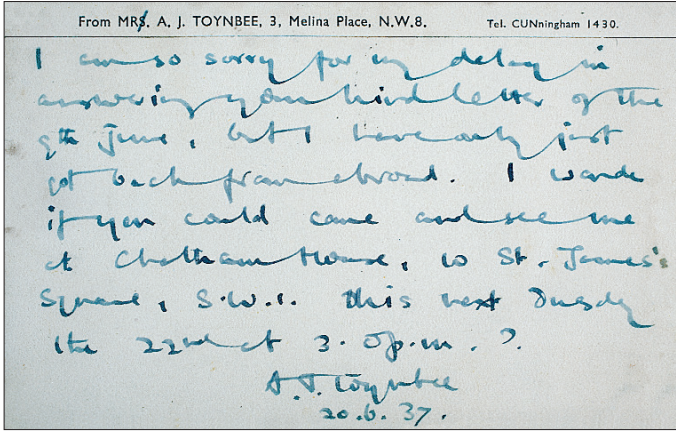 From MRS. A. J. TOYNBEE, 3, Melina Place, N.W.8. Tel. CUNningham 1430.
I am so sorry for my delay in
answering your kind letter of the
9th June, but I have only just
got back from abroad. I wonder
if you could come and see me
at Chatham House, 10 St. James's
Square, S.W.1. this next Tuesday
the 22nd at 3.0 p.m.?
A.J. Toynbee
20.6.37.